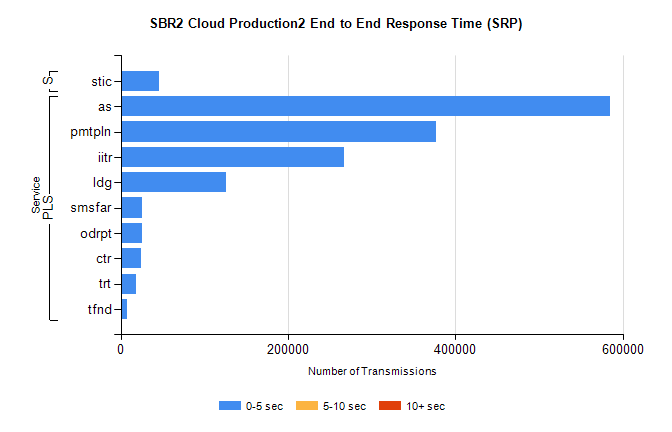 SBR2 Cloud Production2 End to End Response Time (SRP)
Service
S
PLS
stic
as
pmtpln
iitr
ldg
smsfar
odrpt
ctr
trt
tfnd
0 200000 400000 600000
Number of Transmissions
0-5 sec 5-10 sec 10+ sec